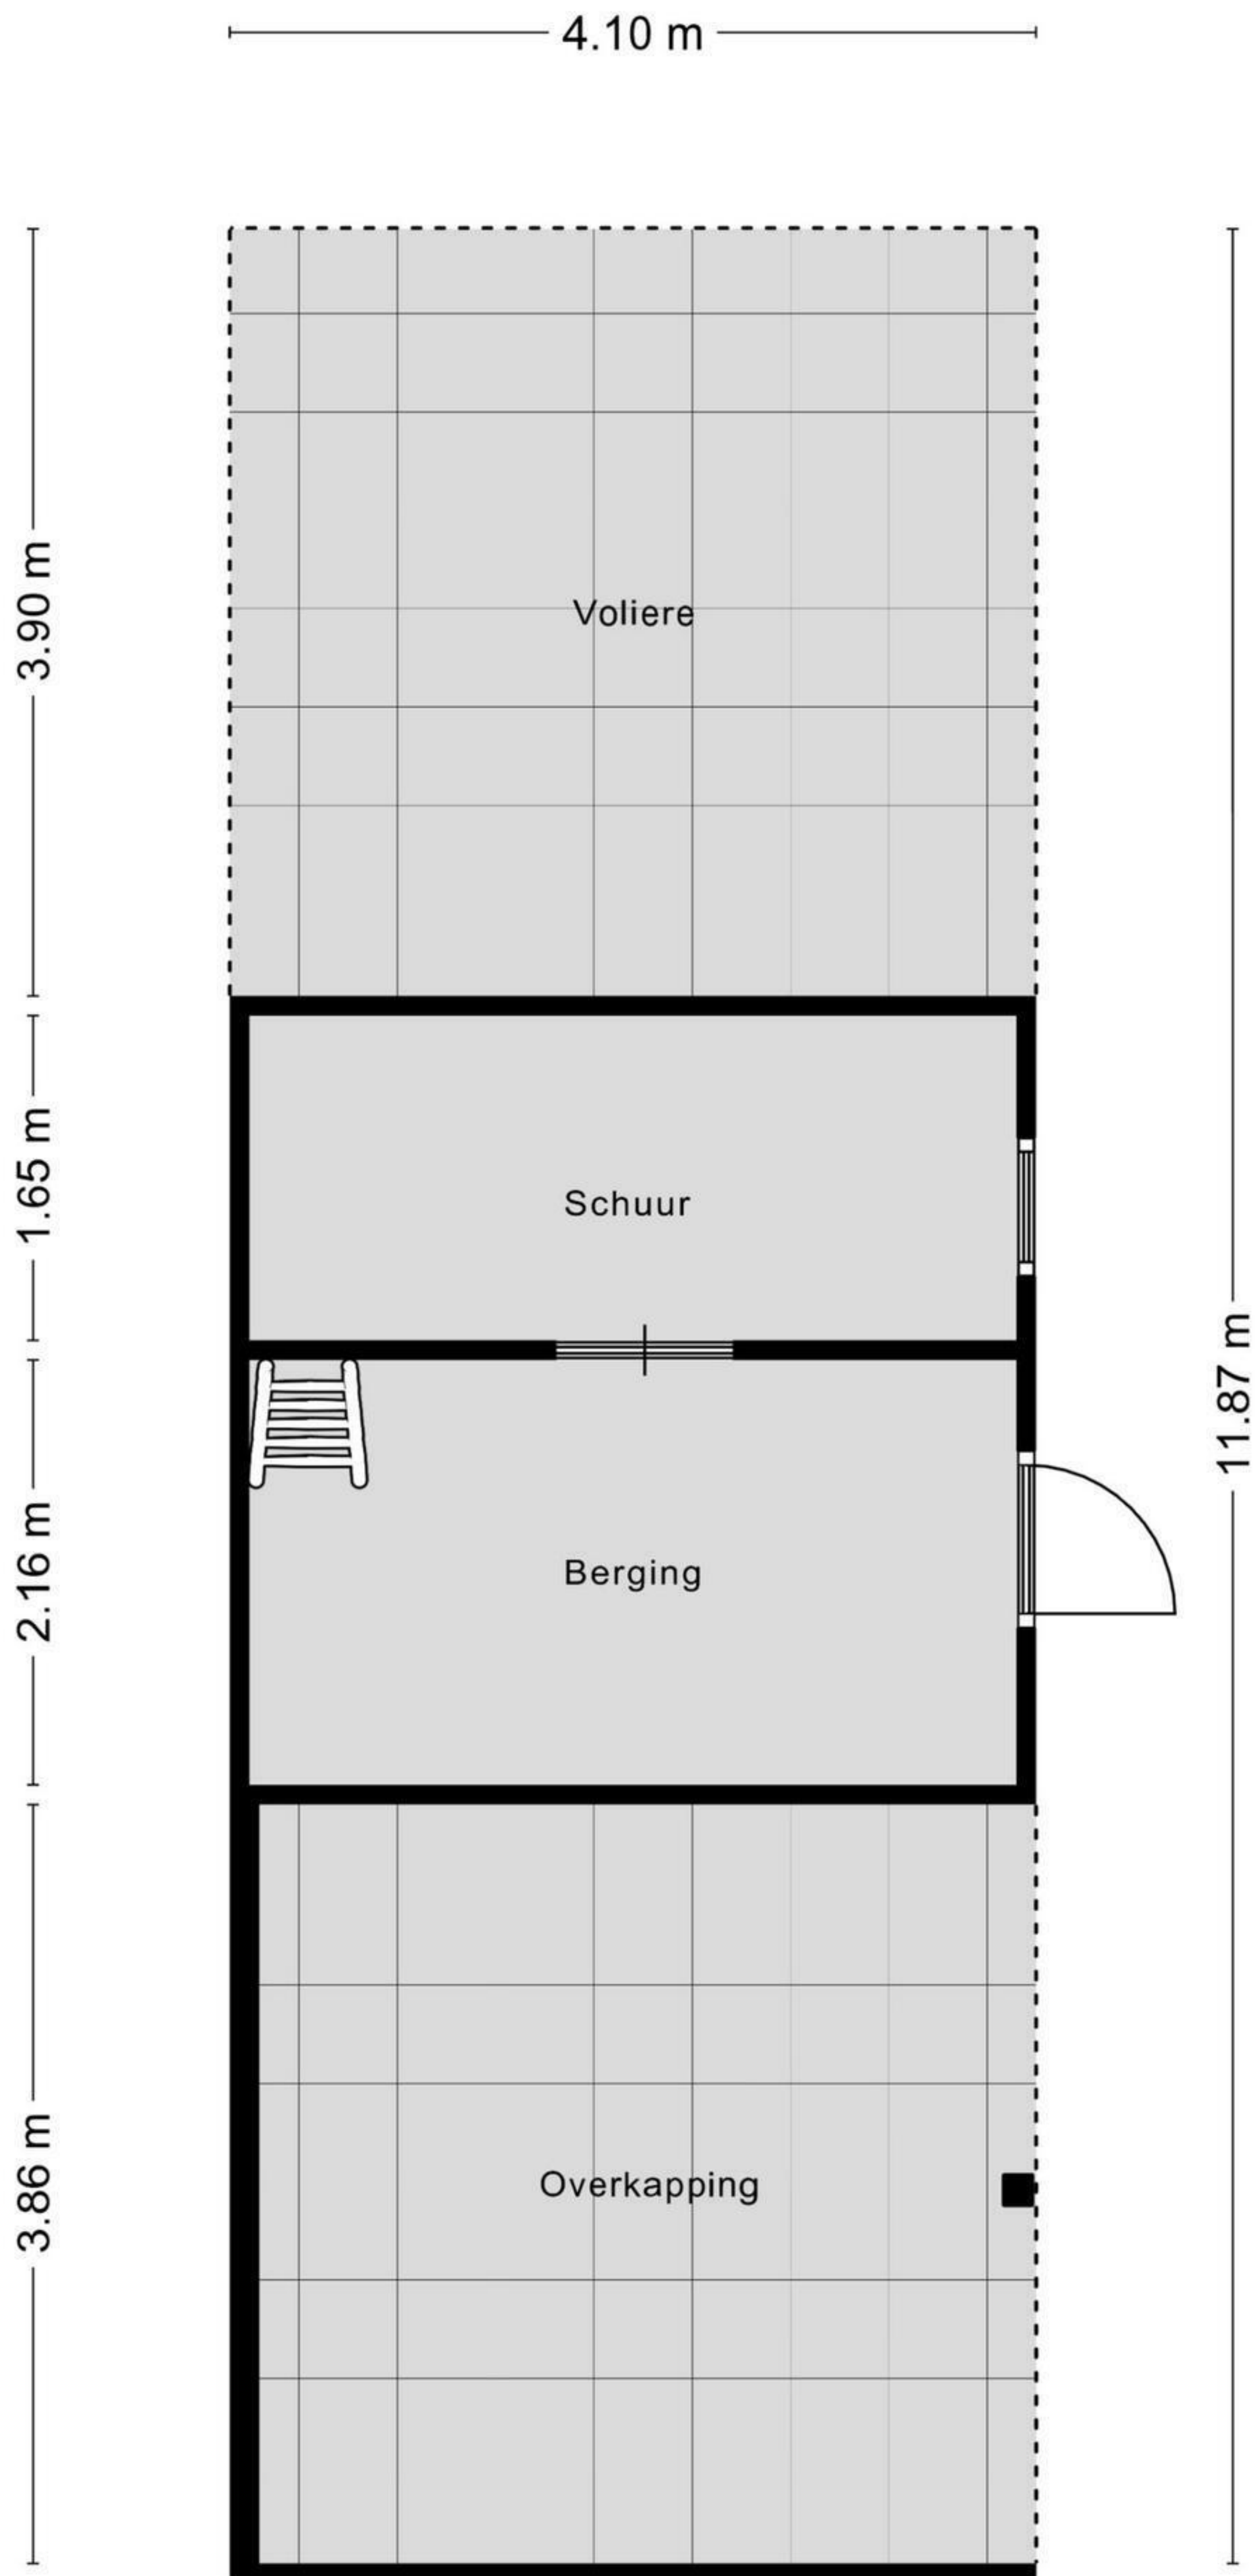 4.10 m
3.90 m
Voliere
1.65 m
Schuur
11.87 m
2.16 m
Berging
3.86 m
Overkapping